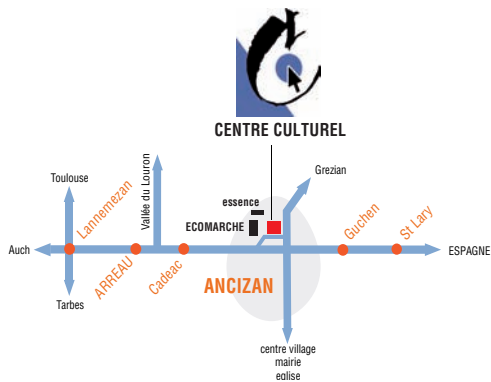 CENTRE CULTUREL
Toulouse
Lannemezan
Vallée du Louron
Grezian
essence
ECOMARCHE
Guchen
St Lary
Auch
ARREAU
Cadeac
ESPAGNE
ANCIZAN
Tarbes
centre village
mairie
eglise